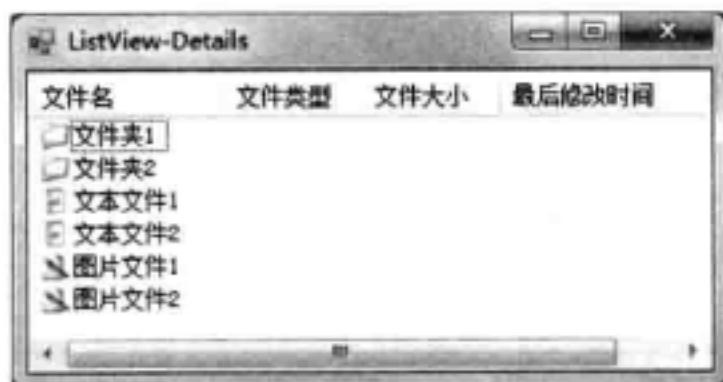 ListView-Details
文件名 文件类型 文件大小 最后修改时间
文件夹1
文件夹2
文本文件1
文本文件2
图片文件1
图片文件2